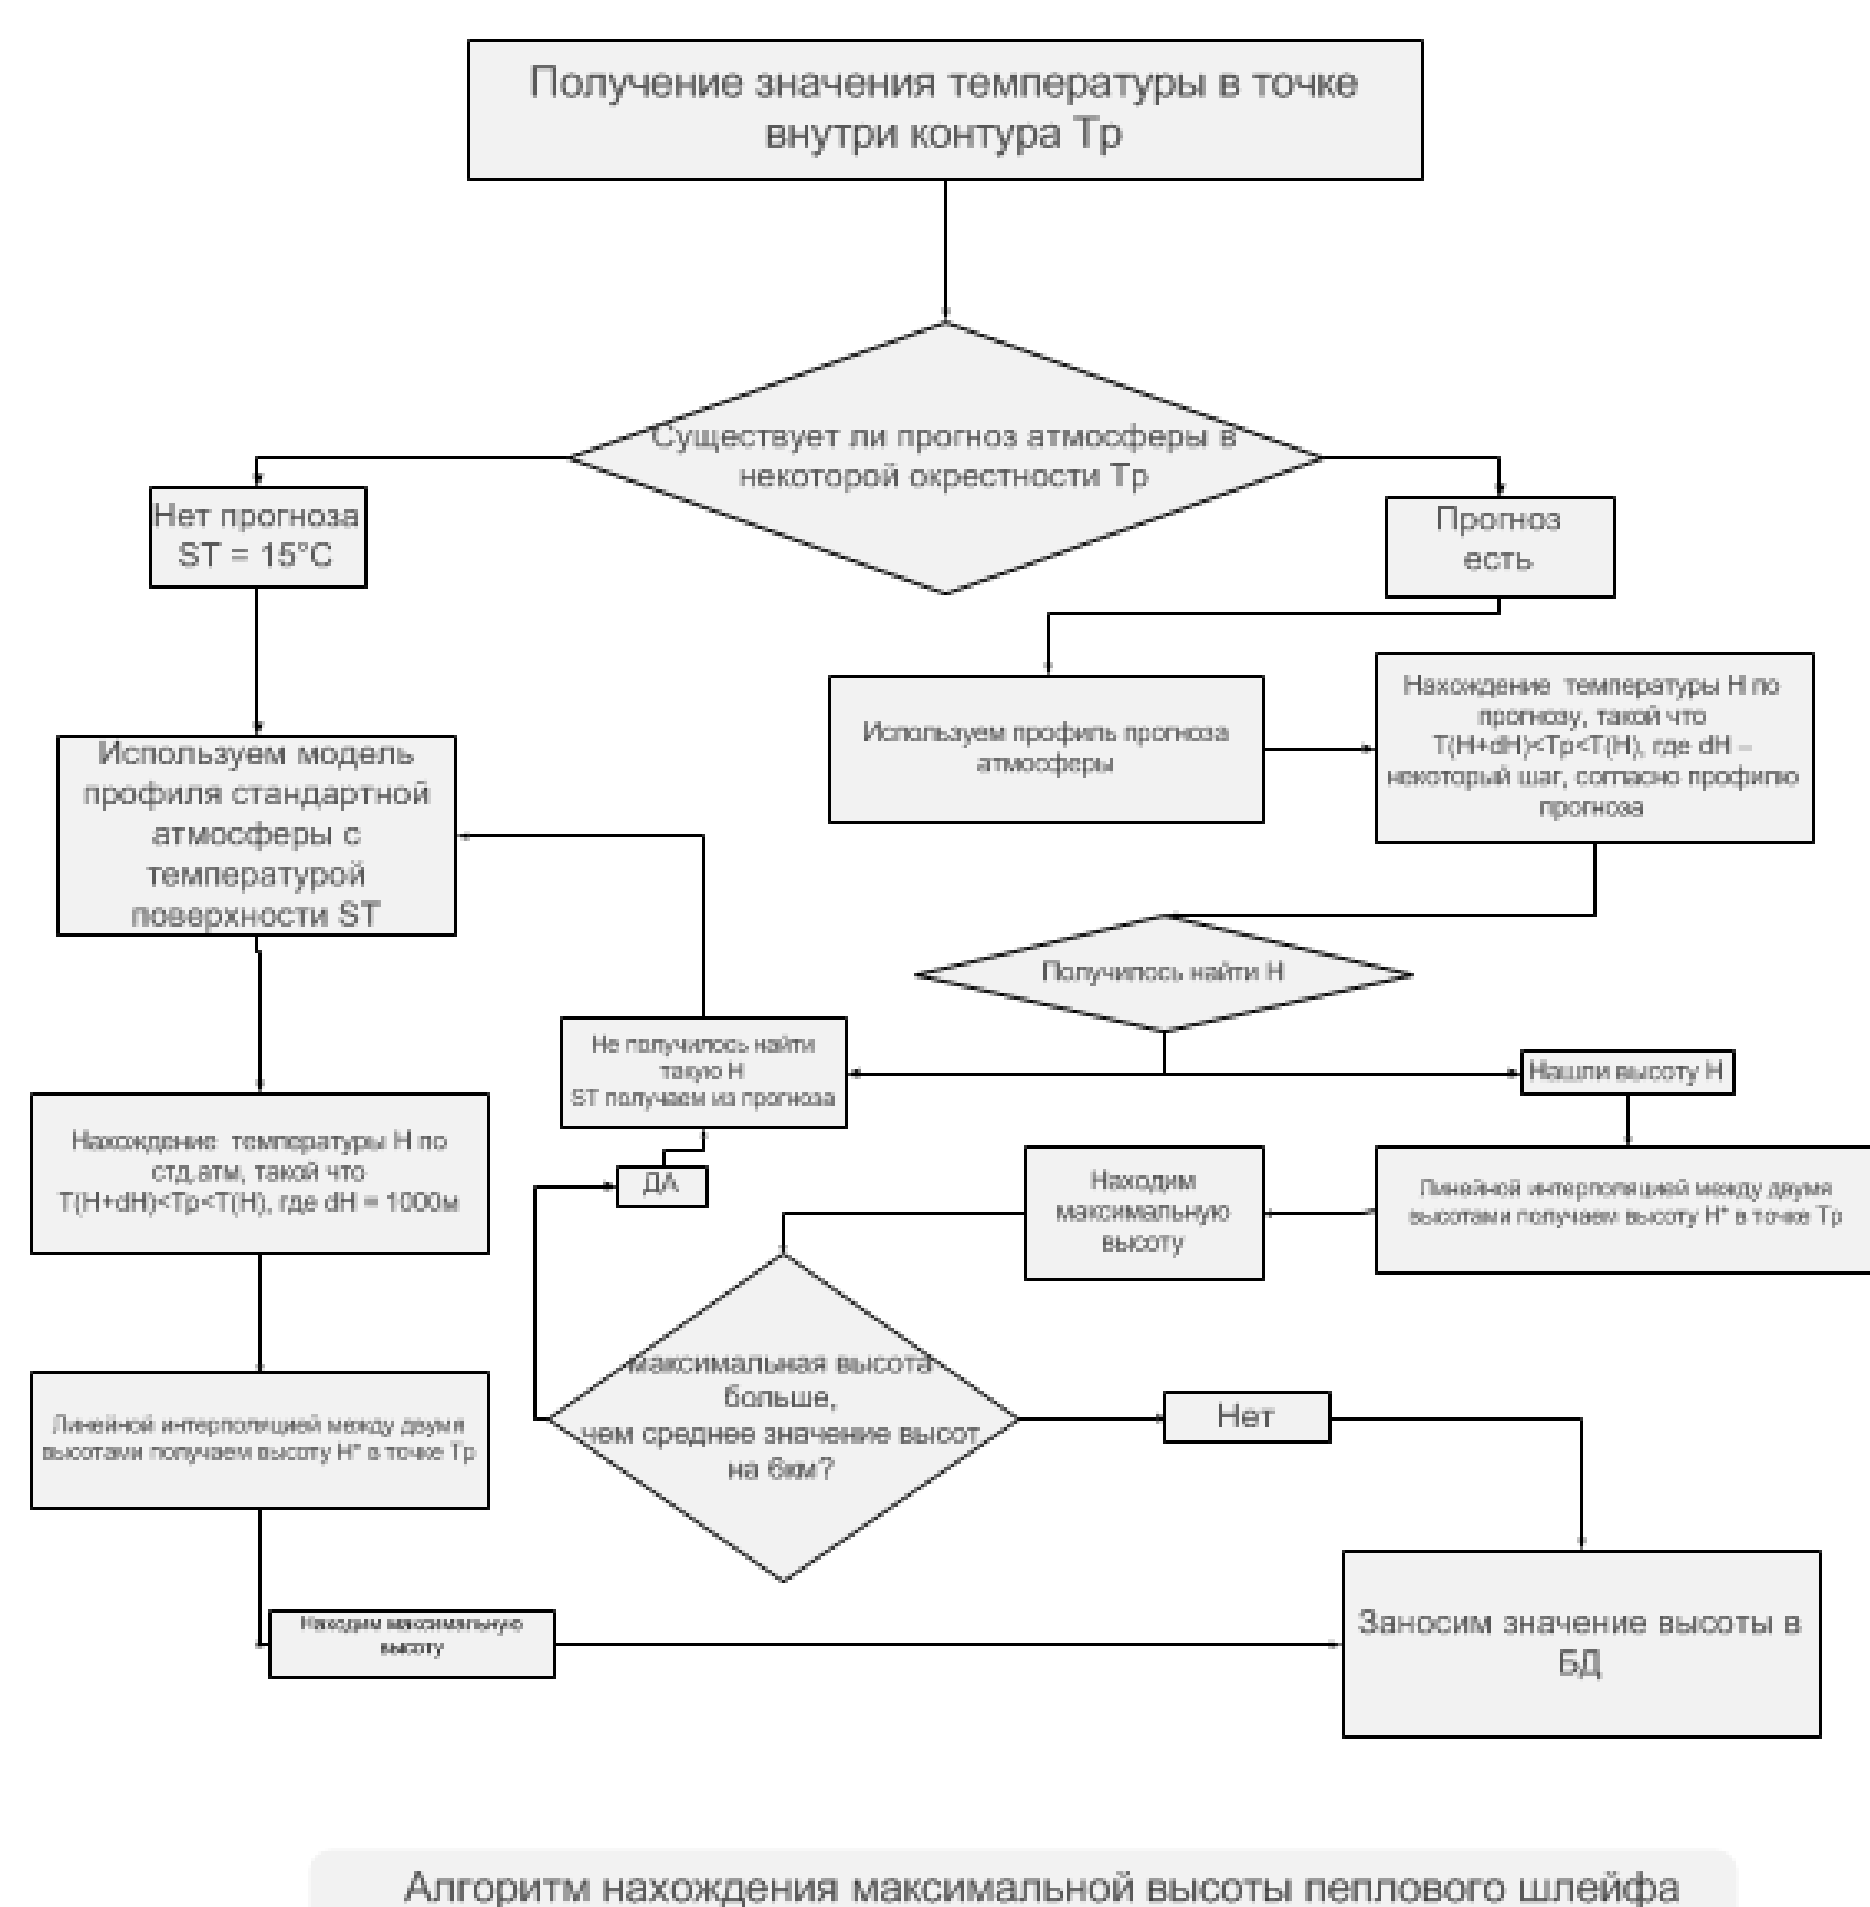 Получение значения температуры в точке
внутри контура Тр
Существует ли прогноз атмосферы в
некоторой окрестности Тр
Нет прогноза
ST = 15°C
Прогноз
есть
Используем модель
профиля стандартной
атмосферы с
температурой
поверхности ST
Используем профиль прогноза
атмосферы
Нахождение температуры Н по
прогнозу, такой что
T(H+dH)<Tp<T(H), где dH –
некоторый шаг, согласно профилю
прогноза
Получилось найти Н
Не получилось найти
такую Н
ST получаем из прогноза
Нашли высоту Н
Нахождение температуры Н по
стд.атм, такой что
T(H+dH)<Tp<T(H), где dH = 1000м
ДА
Находим
максимальную
высоту
Линейной интерполяцией между двумя
высотами получаем высоту Н* в точке Тр
максимальная высота
больше,
чем среднее значение высот
на 6км?
Нет
Линейной интерполяцией между двумя
высотами получаем высоту Н* в точке Тр
Находим максимальную
высоту
Заносим значение высоты в
БД
Алгоритм нахождения максимальной высоты пеплового шлейфа